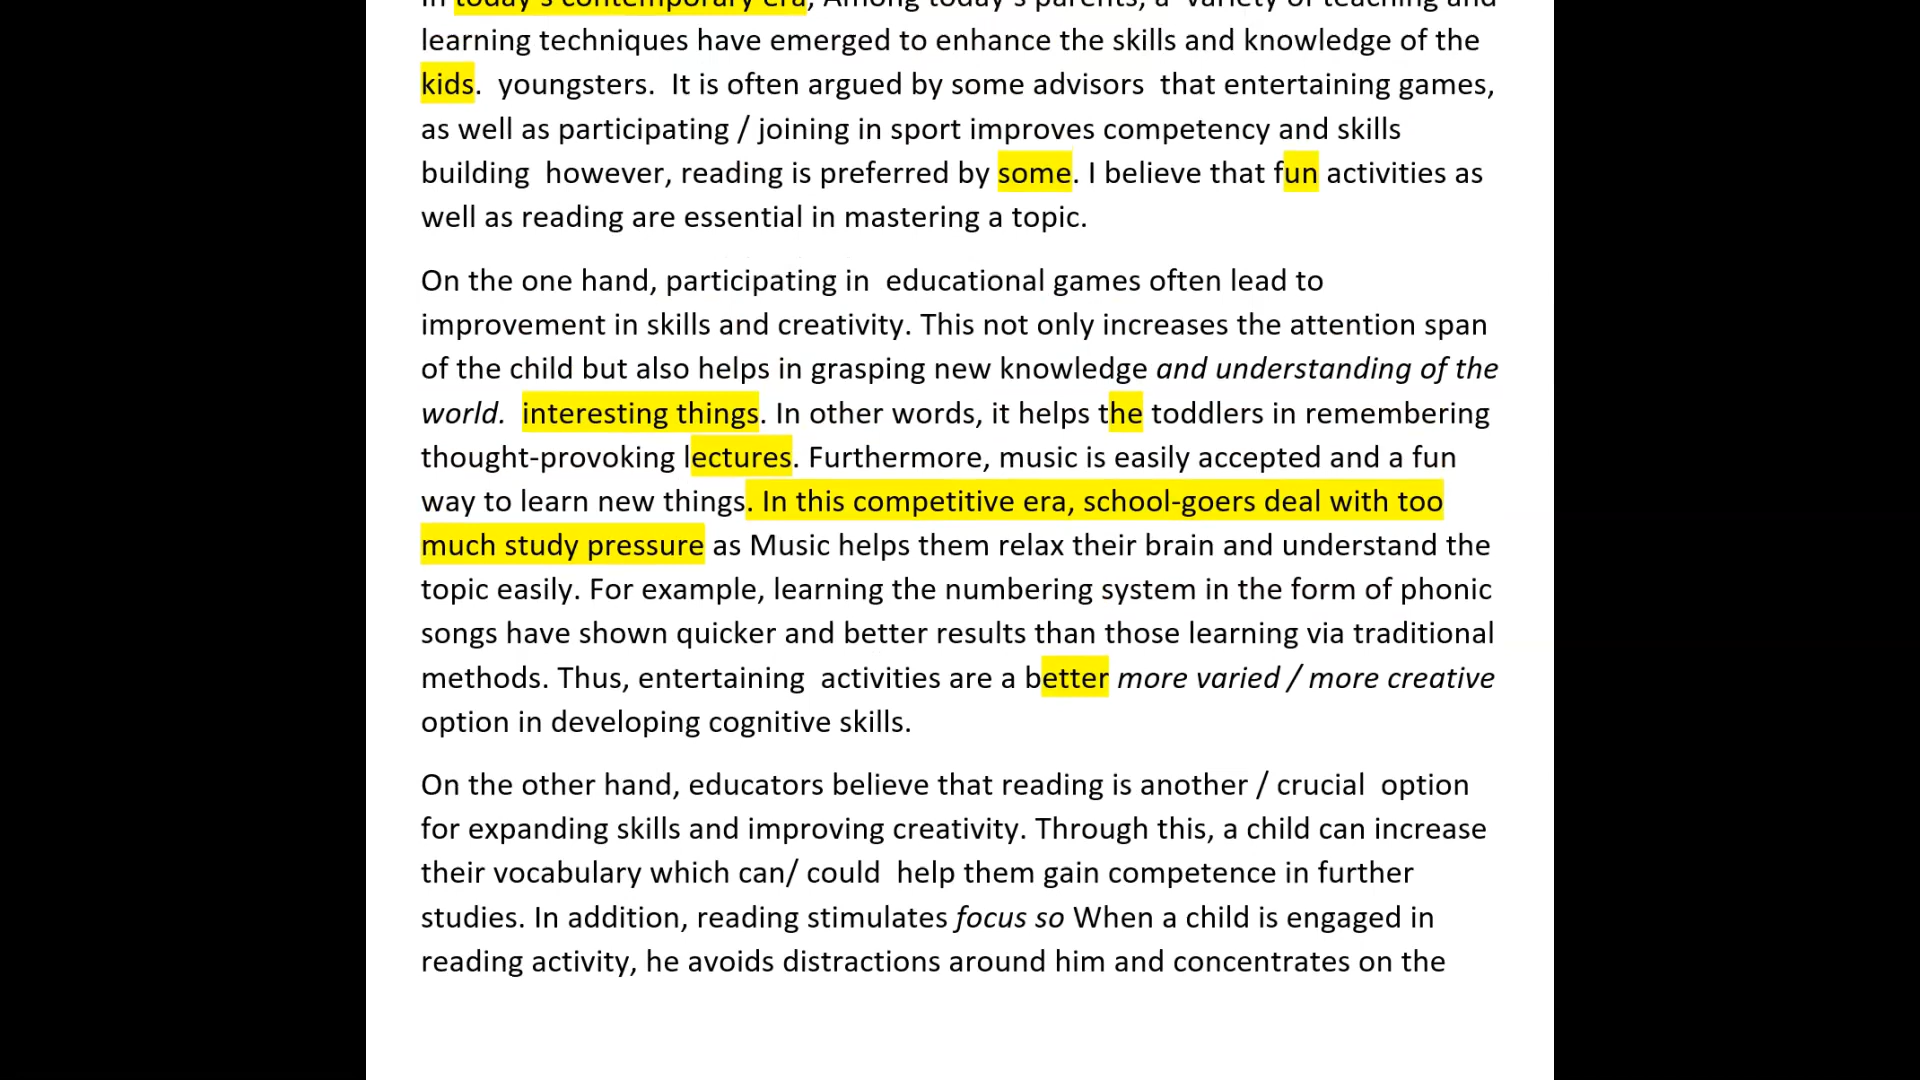 In today's contemporary era, Among today's parents, a variety of teaching and
learning techniques have emerged to enhance the skills and knowledge of the
kids. youngsters. It is often argued by some advisors that entertaining games,
as well as participating / joining in sport improves competency and skills
building however, reading is preferred by some. I believe that fun activities as
well as reading are essential in mastering a topic.
On the one hand, participating in educational games often lead to
improvement in skills and creativity. This not only increases the attention span
of the child but also helps in grasping new knowledge and understanding of the
world. interesting things. In other words, it helps the toddlers in remembering
thought-provoking lectures. Furthermore, music is easily accepted and a fun
way to learn new things. In this competitive era, school-goers deal with too
much study pressure as Music helps them relax their brain and understand the
topic easily. For example, learning the numbering system in the form of phonic
songs have shown quicker and better results than those learning via traditional
methods. Thus, entertaining activities are a better more varied / more creative
option in developing cognitive skills.
On the other hand, educators believe that reading is another / crucial option
for expanding skills and improving creativity. Through this, a child can increase
their vocabulary which can/ could help them gain competence in further
studies. In addition, reading stimulates focus so When a child is engaged in
reading activity, he avoids distractions around him and concentrates on the